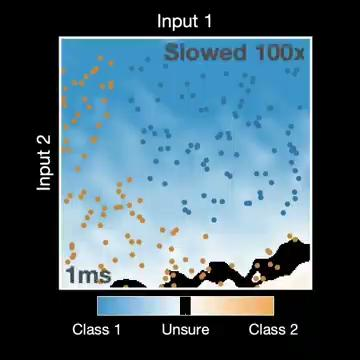 Input 1
Slowed 100x
Input 2
1ms
Class 1
Unsure
Class 2